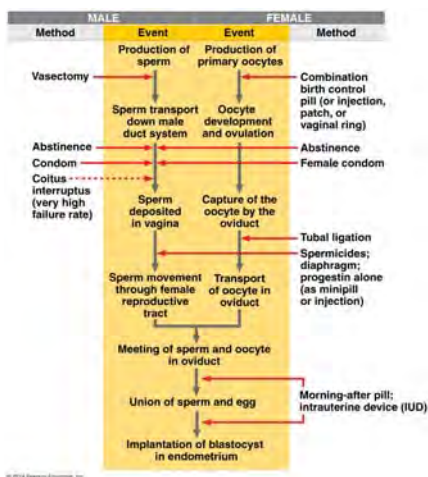 MALE FEMALE
Method Event Event Method
Production of sperm
Production of primary oocytes
Vasectomy
Combination
birth control
pill (or injection,
patch, or
vaginal ring)
Sperm transport
down male
duct system
Oocyte
development
and ovulation
Abstinence
Abstinence
Condom
Female condom
Coitus
interruptus
(very high
failure rate)
Sperm
deposited
in vagina
Capture of the
oocyte by the
oviduct
Tubal ligation
Spermicides;
diaphragm;
progestin alone
(as minipill
or injection)
Sperm movement
through female
reproductive
tract
Transport
of oocyte in
oviduct
Meeting of sperm and oocyte
in oviduct
Morning-after pill;
intrauterine device (IUD)
Union of sperm and egg
Implantation of blastocyst
in endometrium